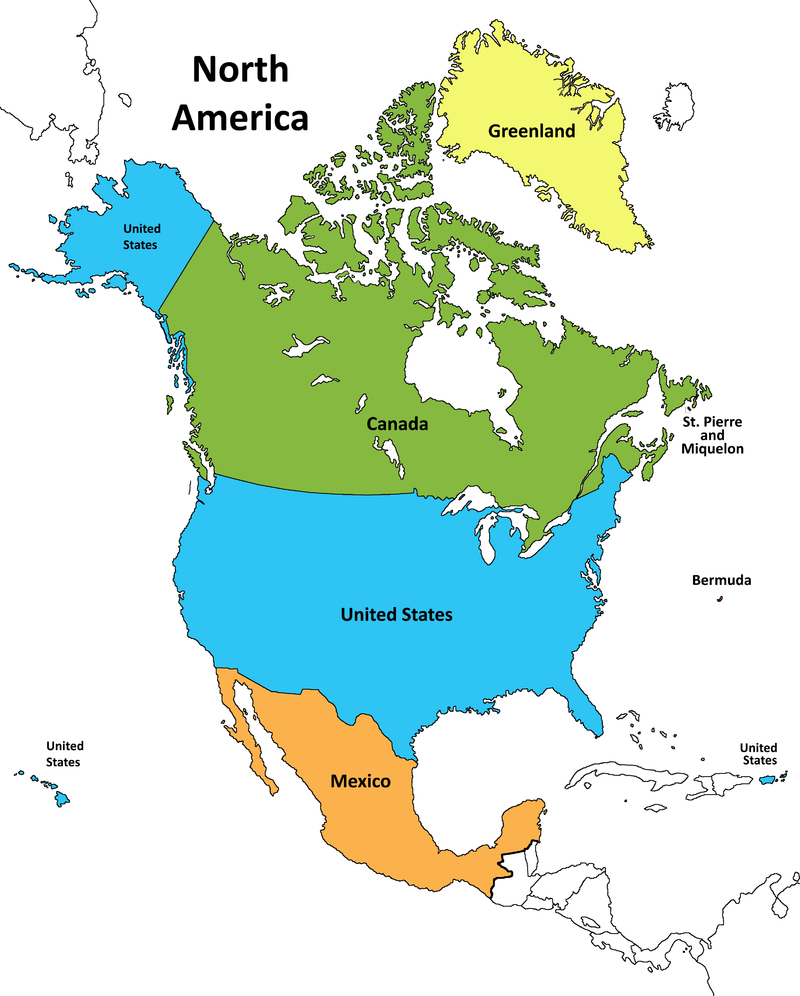 North
America
Greenland
United
States
Canada
St. Pierre
and
Miquelon
Bermuda
United States
United
States
United
States
Mexico